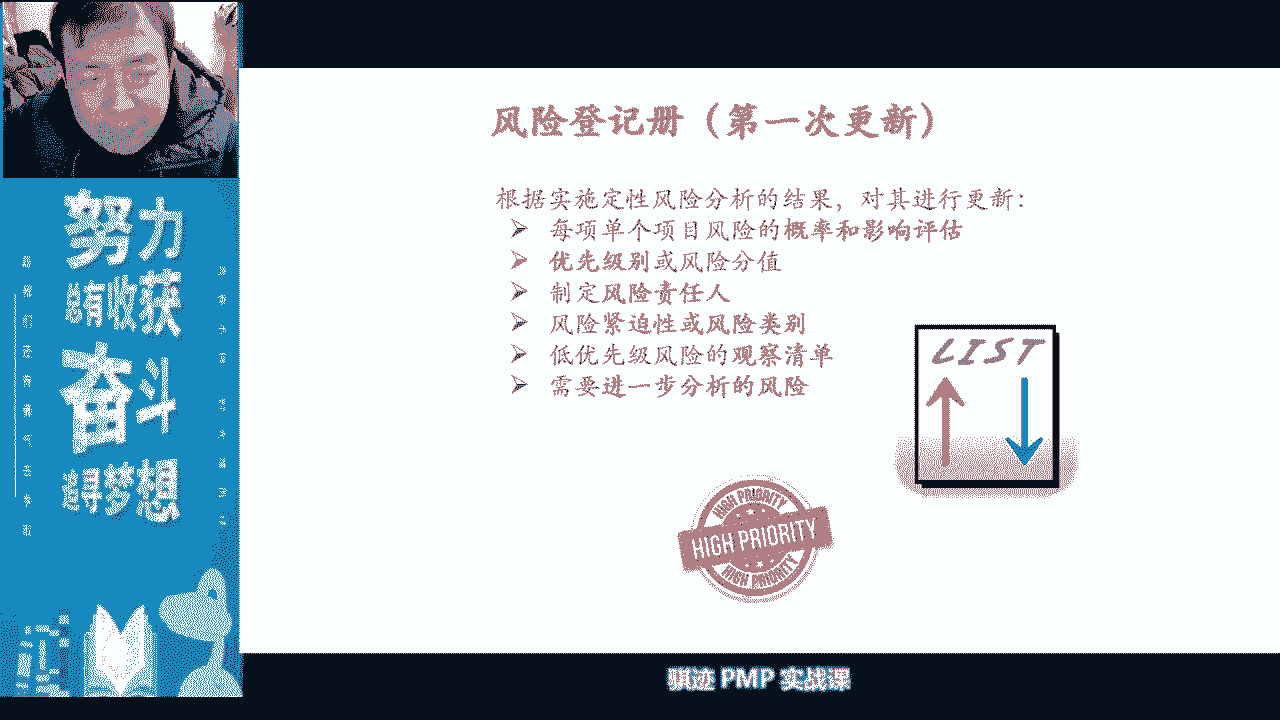 风险登记册（第一次更新）
根据实施定性风险分析的结果，对其进行更新：
每项单个项目风险的概率和影响评估
优先级别或风险分值
制定风险责任人
风险紧迫性或风险类别
低优先级风险的观察清单
需要进一步分析的风险
LIST
HIGH PRIORITY
HIGH PRIORITY
HIGH PRIORITY
努力
总有收获
奋斗
追寻梦想
骐迹 PMP 实战课